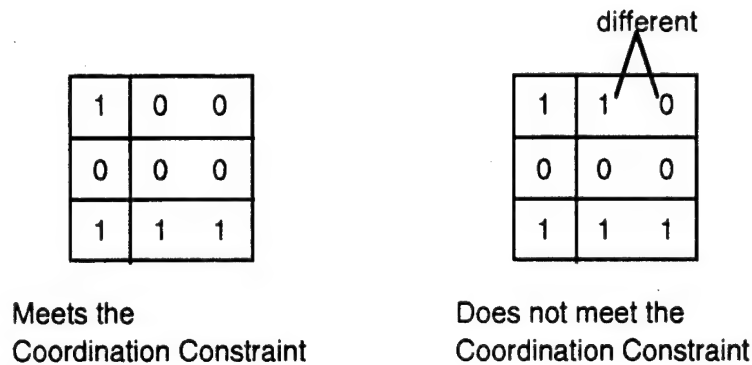 different
1 0 0
0 0 0
1 1 1
Meets the
Coordination Constraint
1 1 0
0 0 0
1 1 1
Does not meet the
Coordination Constraint